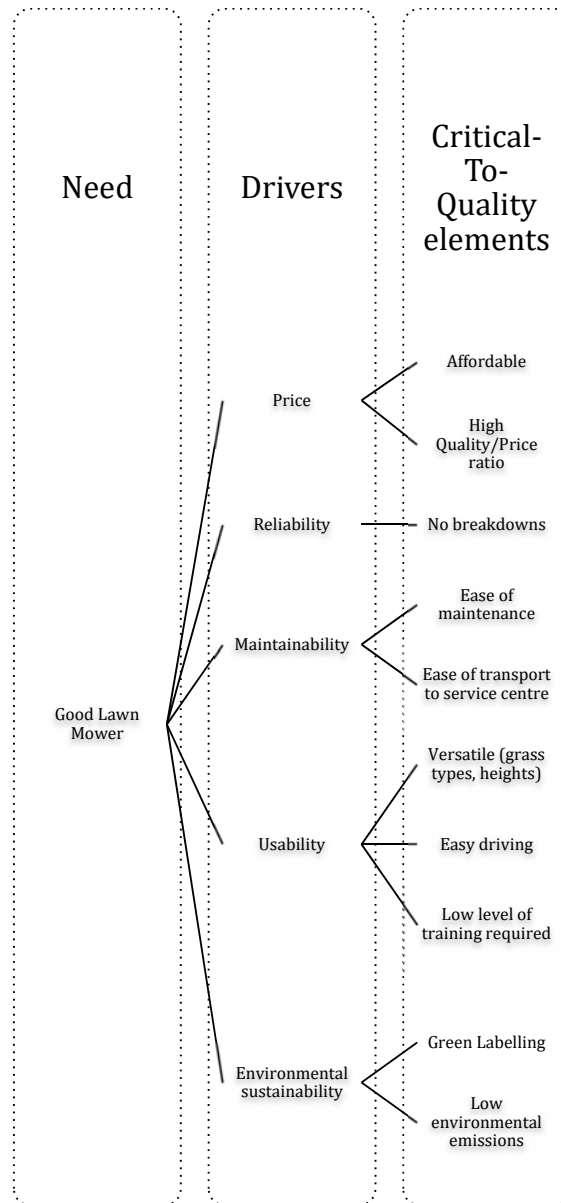 Need
Drivers
Critical-
To-
Quality
elements
Good Lawn
Mower
Price
Reliability
Maintainability
Usability
Environmental
sustainability
Affordable
High
Quality/Price
ratio
No breakdowns
Ease of
maintenance
Ease of transport
to service centre
Versatile (grass
types, heights)
Easy driving
Low level of
training required
Green Labelling
Low
environmental
emissions